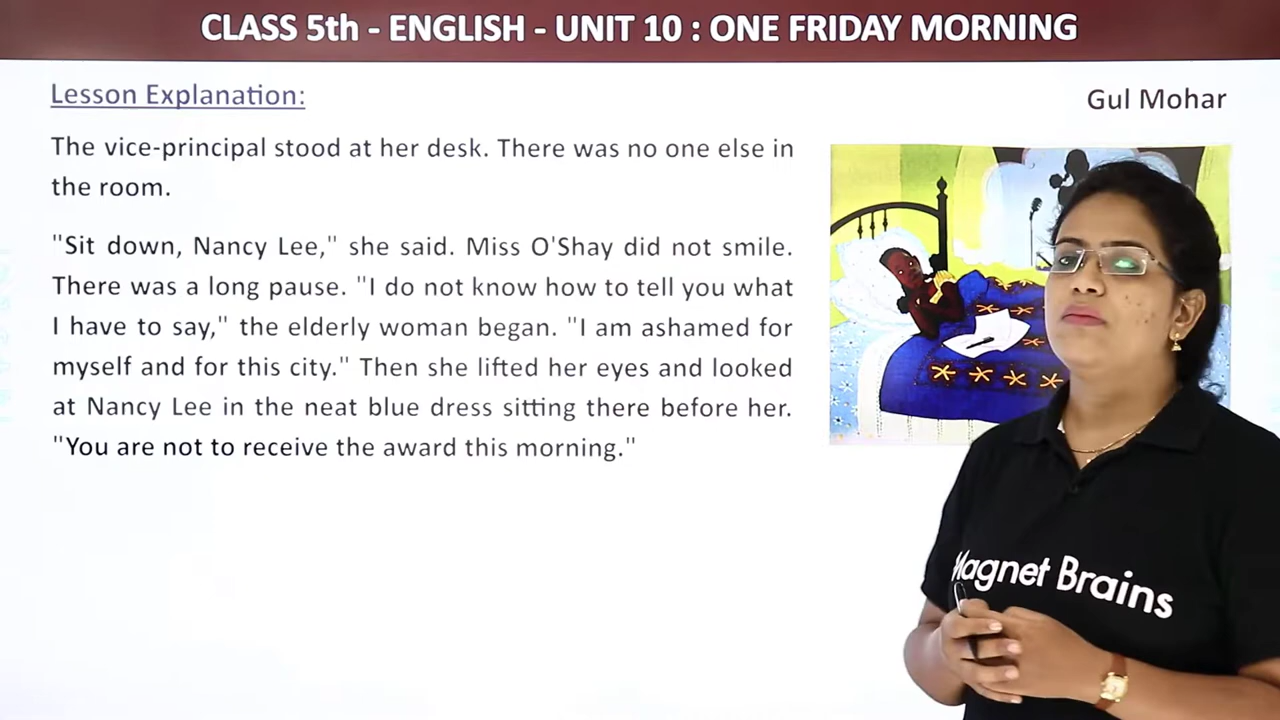 CLASS 5th - ENGLISH - UNIT 10 : ONE FRIDAY MORNING
Lesson Explanation:
Gul Mohar
The vice-principal stood at her desk. There was no one else in
the room.
"Sit down, Nancy Lee," she said. Miss O'Shay did not smile.
There was a long pause. "I do not know how to tell you what
I have to say," the elderly woman began. "I am ashamed for
myself and for this city." Then she lifted her eyes and looked
at Nancy Lee in the neat blue dress sitting there before her.
"You are not to receive the award this morning."
Magnet Brains